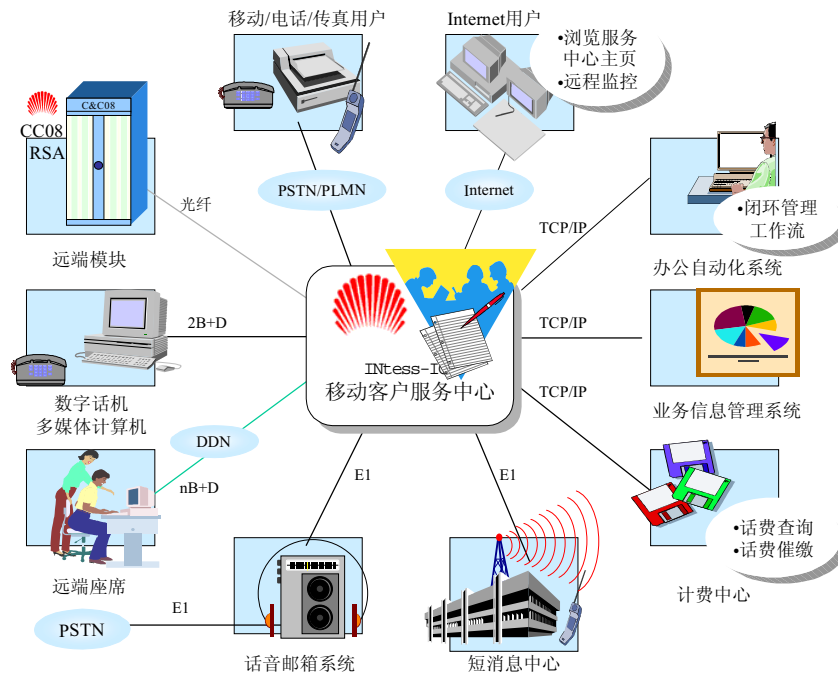 移动/电话/传真用户
Internet用户
•浏览服务
中心主页
•远程监控
C&C08
CC08
RSA
远端模块
光纤
PSTN/PLMN
Internet
TCP/IP
•闭环管理
工作流
办公自动化系统
2B+D
数字话机
多媒体计算机
INtess-IC
移动客户服务中心
TCP/IP
业务信息管理系统
TCP/IP
DDN
nB+D
远端座席
E1
E1
•话费查询
•话费催缴
计费中心
PSTN
E1
话音邮箱系统
短消息中心